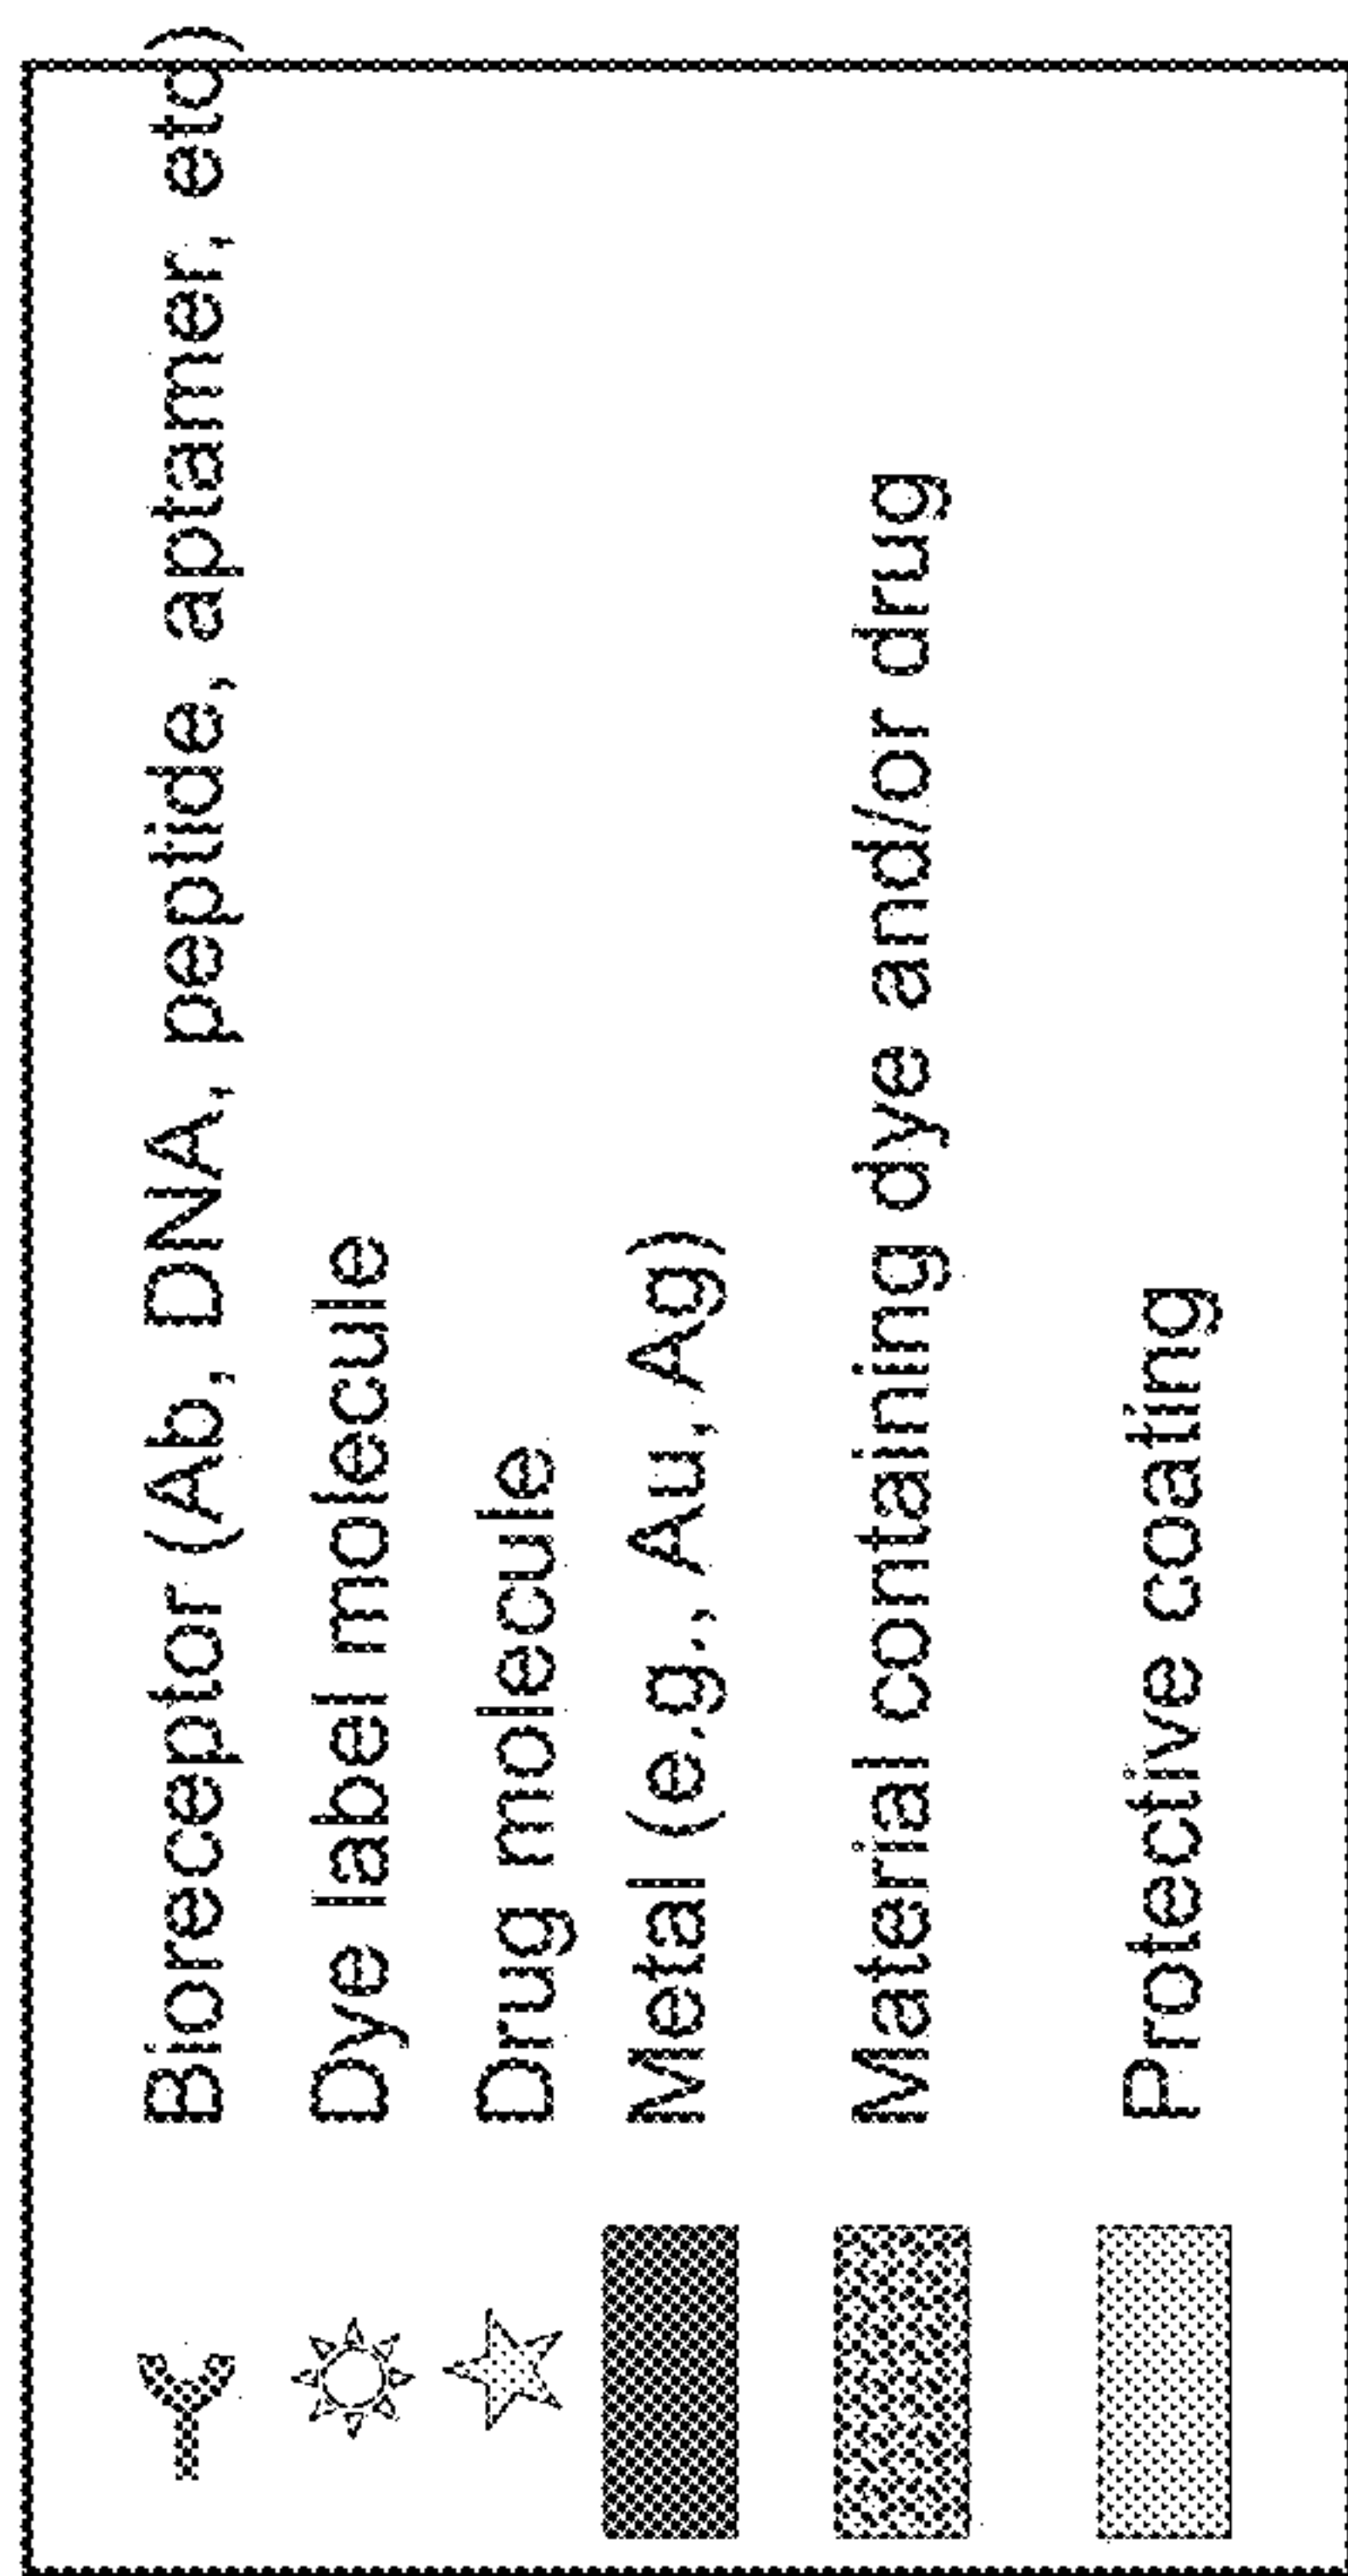 Bioreceptor (Ab, DNA, peptide, aptamer, etc)
Dye label molecule
Drug molecule
Metal (e.g., Au, Ag)
Material containing dye and/or drug
Protective coating